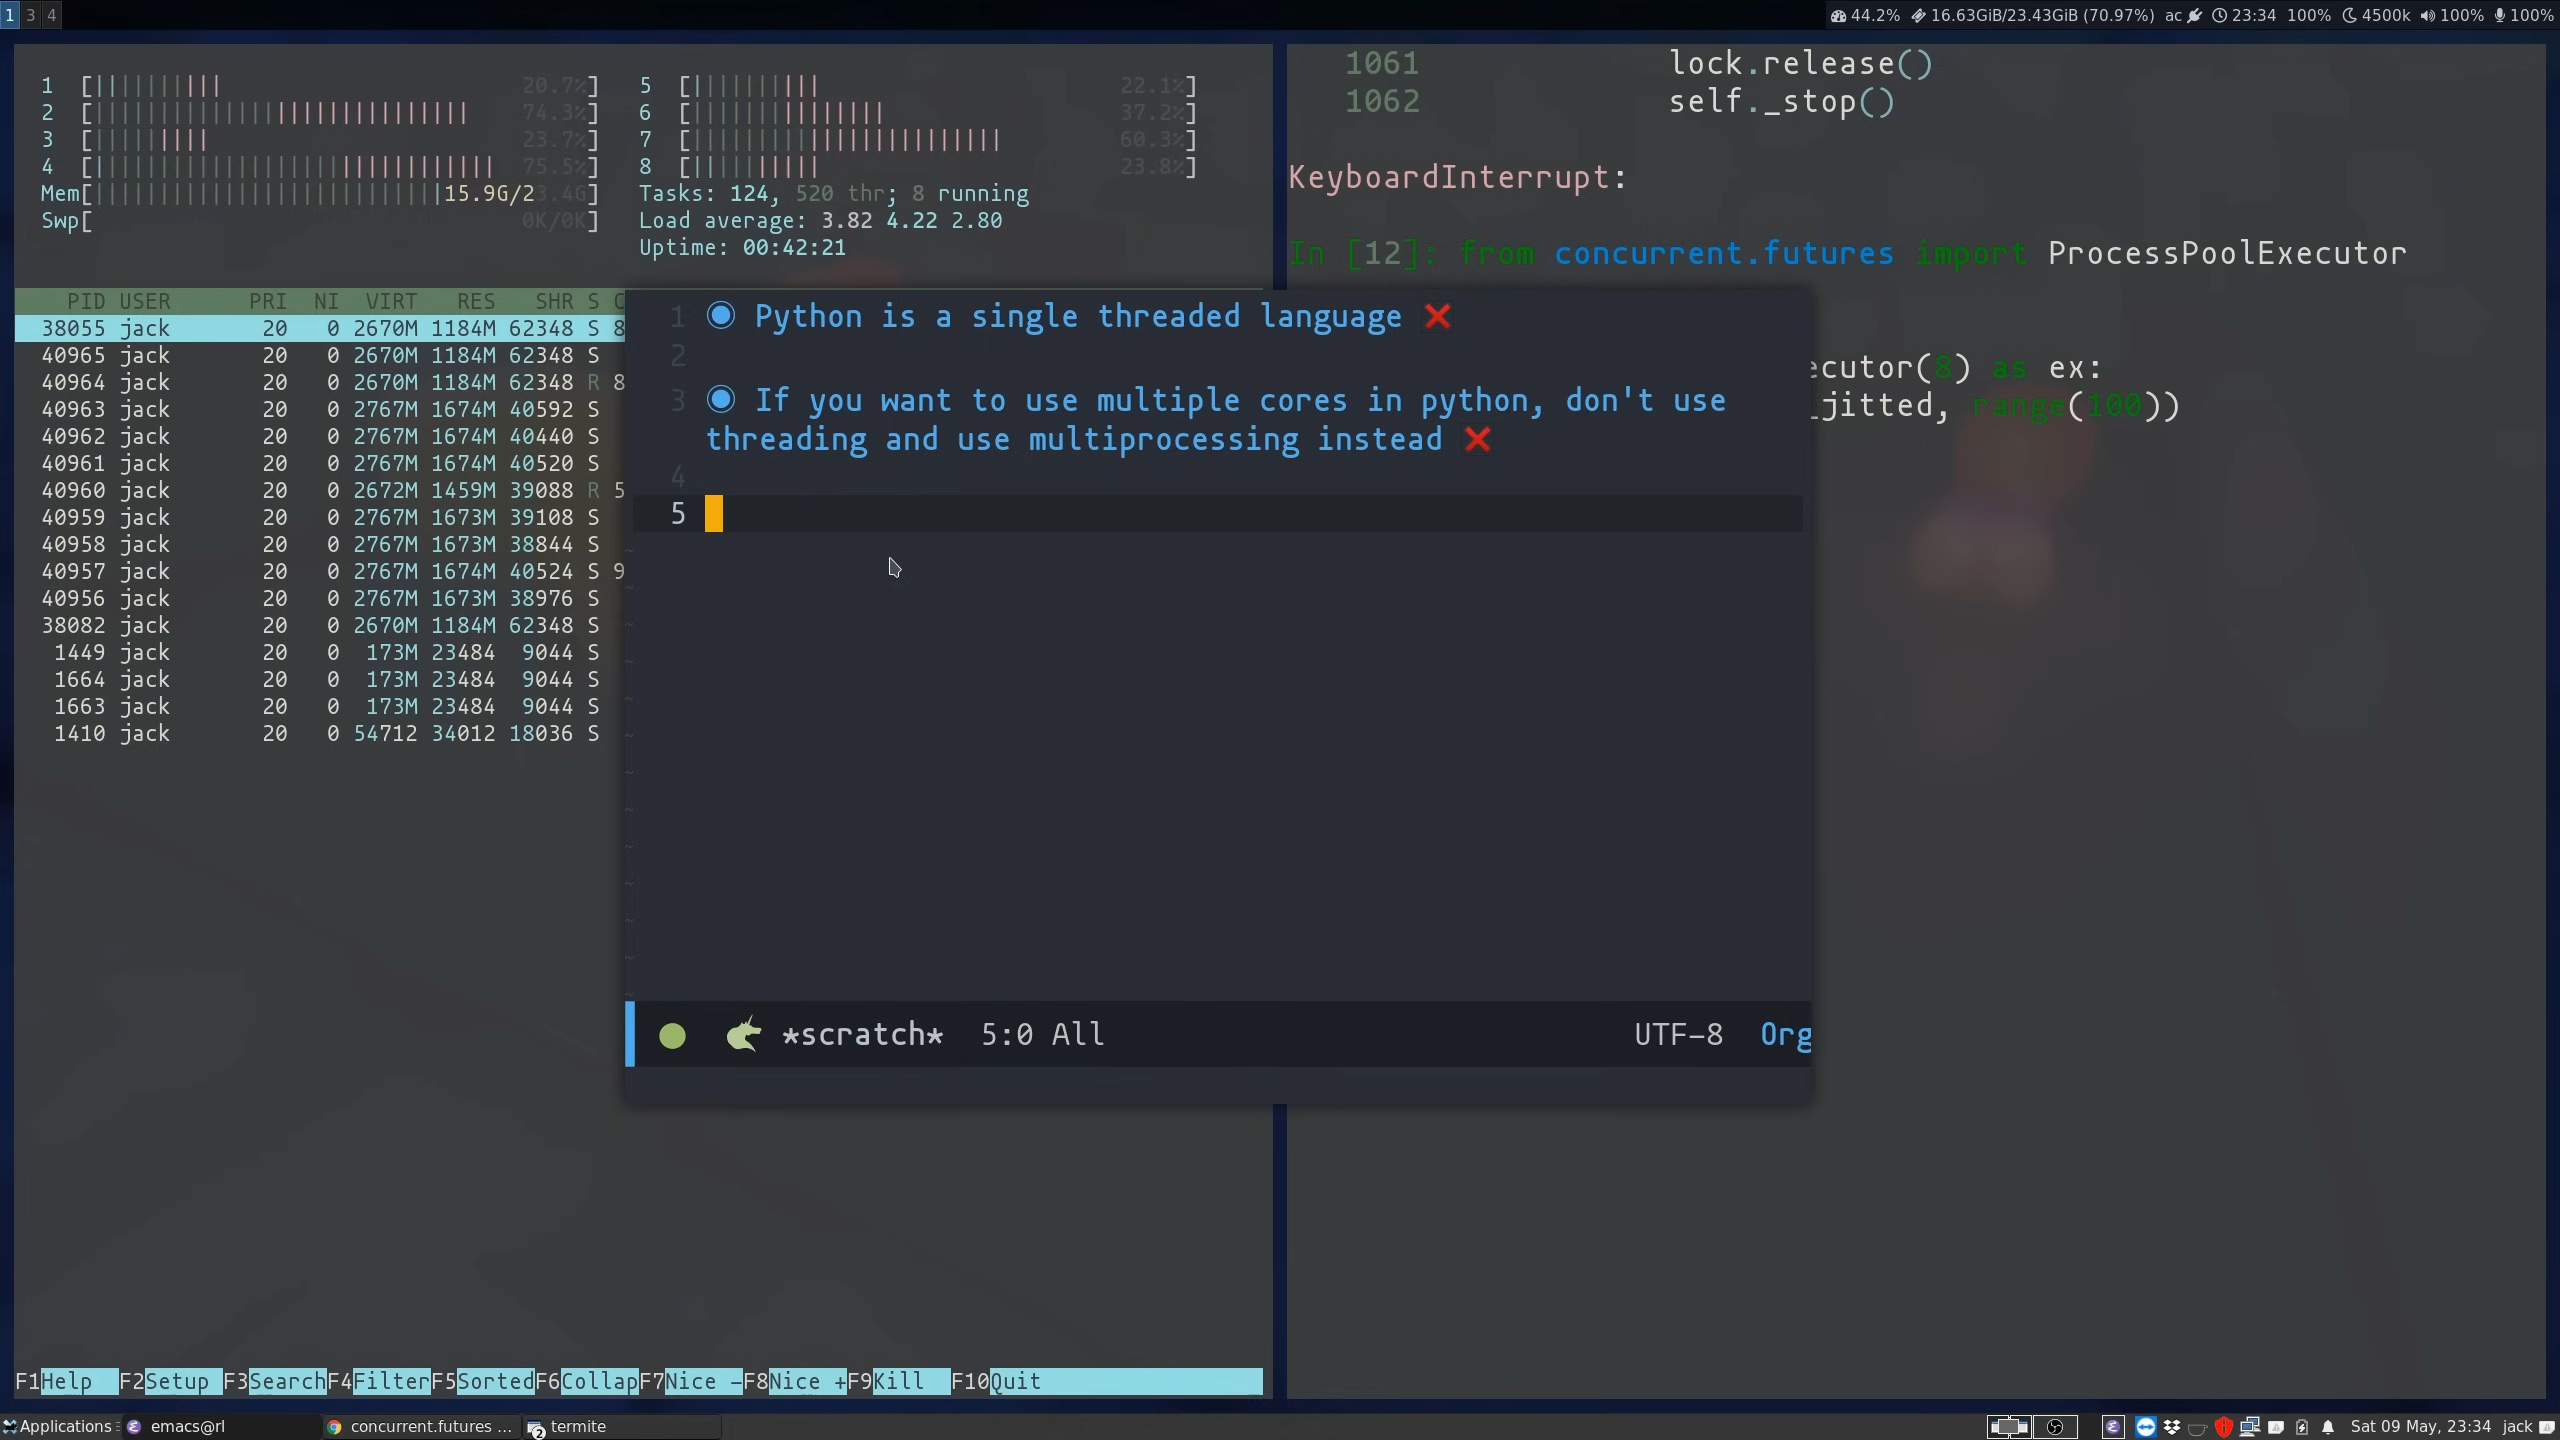 1 3 4
44.2% 16.63GiB/23.43GiB (70.97%) ac 23:34 100% 4500k 100% 100%
1 [||||||||||| 20.7%] 5 [||||||||||| 22.1%]
2 [|||||||||||||||||||||||||||||| 74.3%] 6 [|||||||||||||||| 37.2%]
3 [|||||||||| 23.7%] 7 [|||||||||||||||||||||||||| 60.3%]
4 [|||||||||||||||||||||||||||||||| 75.5%] 8 [||||||||||| 23.8%]
Mem[|||||||||||||||||||||||||||15.9G/23.4G] Tasks: 124, 520 thr; 8 running
Swp[ 0K/0K] Load average: 3.82 4.22 2.80
Uptime: 00:42:21
PID USER PRI NI VIRT RES SHR S C
38055 jack 20 0 2670M 1184M 62348 S 8
40965 jack 20 0 2670M 1184M 62348 S
40964 jack 20 0 2670M 1184M 62348 R 8
40963 jack 20 0 2767M 1674M 40592 S
40962 jack 20 0 2767M 1674M 40440 S
40961 jack 20 0 2767M 1674M 40520 S
40960 jack 20 0 2672M 1459M 39088 R 5
40959 jack 20 0 2767M 1673M 39108 S
40958 jack 20 0 2767M 1673M 38844 S
40957 jack 20 0 2767M 1674M 40524 S 9
40956 jack 20 0 2767M 1673M 38976 S
38082 jack 20 0 2670M 1184M 62348 S
1449 jack 20 0 173M 23484 9044 S
1664 jack 20 0 173M 23484 9044 S
1663 jack 20 0 173M 23484 9044 S
1410 jack 20 0 54712 34012 18036 S
F1Help F2Setup F3SearchF4FilterF5SortedF6CollapF7Nice -F8Nice +F9Kill F10Quit
1061 lock.release()
1062 self._stop()
KeyboardInterrupt:
In [12]: from concurrent.futures import ProcessPoolExecutor
ecutor(8) as ex:
_jitted, range(100))
1 Python is a single threaded language ❌
2
3 If you want to use multiple cores in python, don't use
threading and use multiprocessing instead ❌
4
5
*scratch* 5:0 All UTF-8 Org
Applications emacs@rl concurrent.futures ... 2 termite Sat 09 May, 23:34 jack